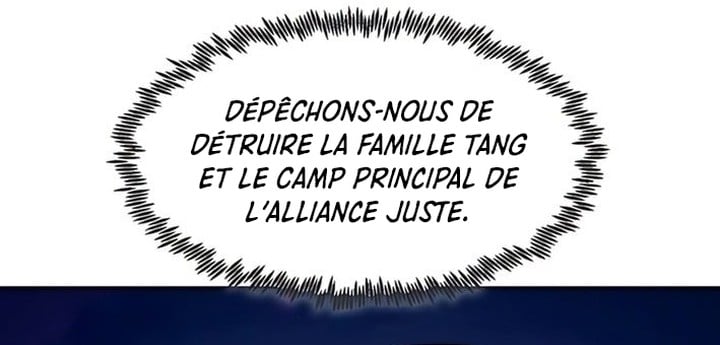 DÉPÊCHONS-NOUS DE
DÉTRUIRE LA FAMILLE TANG
ET LE CAMP PRINCIPAL DE
L'ALLIANCE JUSTE.